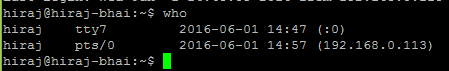 hiraj@hiraj-bhai:~$ who
hiraj    tty7         2016-06-01 14:47 (:0)
hiraj    pts/0        2016-06-01 14:57 (192.168.0.113)
hiraj@hiraj-bhai:~$